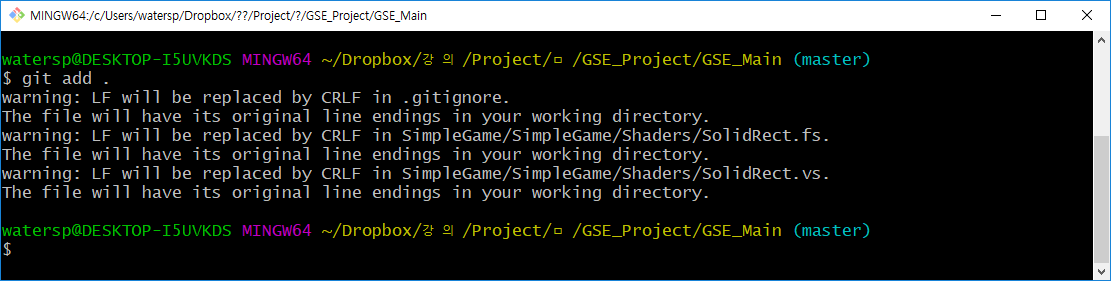 MINGW64:/c/Users/watersp/Dropbox/??/Project/?/GSE_Project/GSE_Main
watersp@DESKTOP-I5UVKDS MINGW64 ~/Dropbox/강 의 /Project/ㅁ /GSE_Project/GSE_Main (master)
$ git add .
warning: LF will be replaced by CRLF in .gitignore.
The file will have its original line endings in your working directory.
warning: LF will be replaced by CRLF in SimpleGame/SimpleGame/Shaders/SolidRect.fs.
The file will have its original line endings in your working directory.
warning: LF will be replaced by CRLF in SimpleGame/SimpleGame/Shaders/SolidRect.vs.
The file will have its original line endings in your working directory.
watersp@DESKTOP-I5UVKDS MINGW64 ~/Dropbox/강 의 /Project/ㅁ /GSE_Project/GSE_Main (master)
$